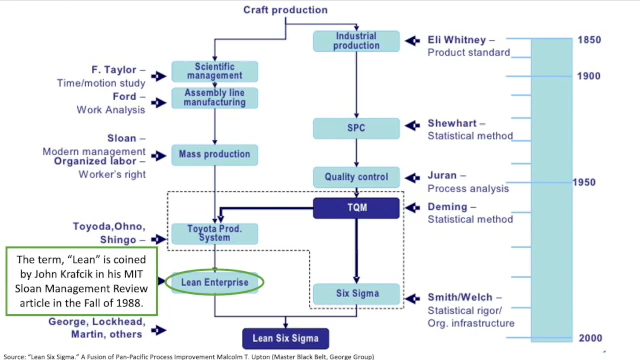 Craft production
Industrial
production
Eli Whitney –
Product standard
1850
F. Taylor –
Time/motion study
Scientific
management
1900
Ford –
Work Analysis
Assembly line
manufacturing
Shewhart –
Statistical method
SPC
Sloan –
Modern management
Organized labor –
Worker's right
Mass production
Quality control
Juran –
Process analysis
1950
TQM
Deming –
Statistical method
Toyoda,Ohno,
Shingo –
Toyota Prod.
System
The term, “Lean” is coined
by John Krafcik in his MIT
Sloan Management Review
article in the Fall of 1988.
Lean Enterprise
Six Sigma
Smith/Welch –
Statistical rigor/
Org. infrastructure
George, Lockhead,
Martin, others
Lean Six Sigma
2000
Source: “Lean Six Sigma.” A Fusion of Pan-Pacific Process Improvement Malcolm T. Upton (Master Black Belt, George Group)